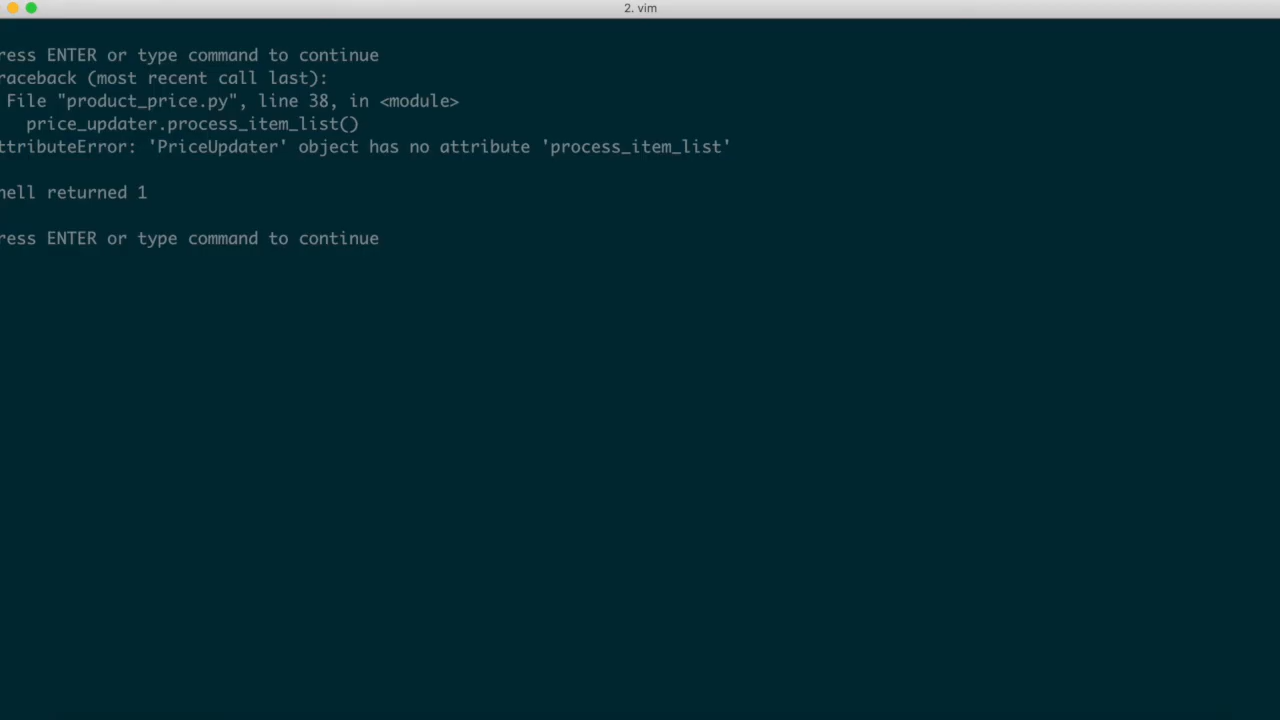 2. vim
ress ENTER or type command to continue
raceback (most recent call last):
File "product_price.py", line 38, in <module>
price_updater.process_item_list()
ttributeError: 'PriceUpdater' object has no attribute 'process_item_list'
hell returned 1
ress ENTER or type command to continue